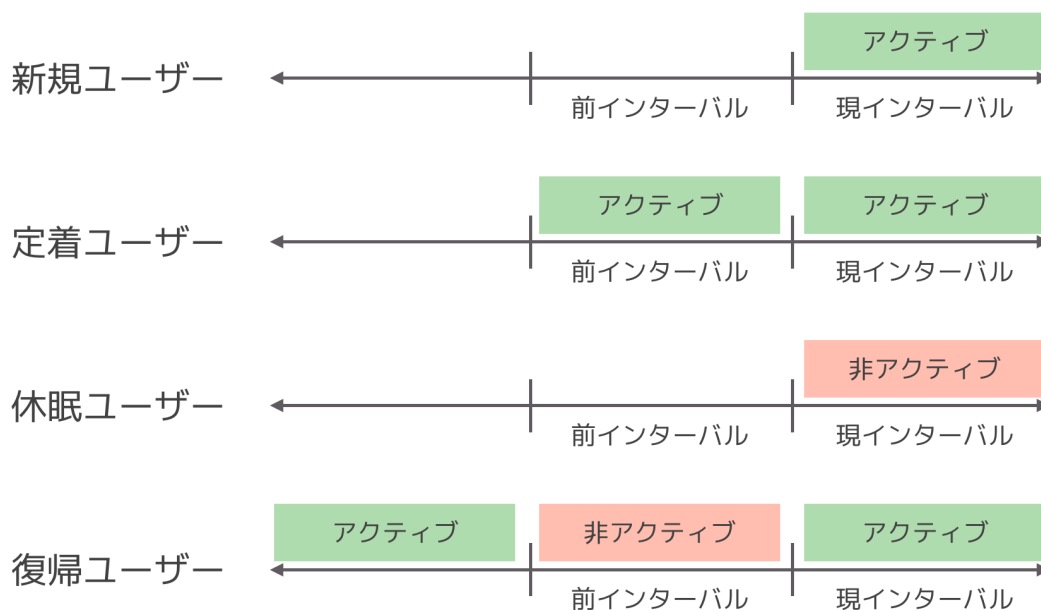 アクティブ
新規ユーザー
前インターバル 現インターバル
アクティブ アクティブ
定着ユーザー
前インターバル 現インターバル
非アクティブ
休眠ユーザー
前インターバル 現インターバル
アクティブ 非アクティブ アクティブ
復帰ユーザー
前インターバル 現インターバル